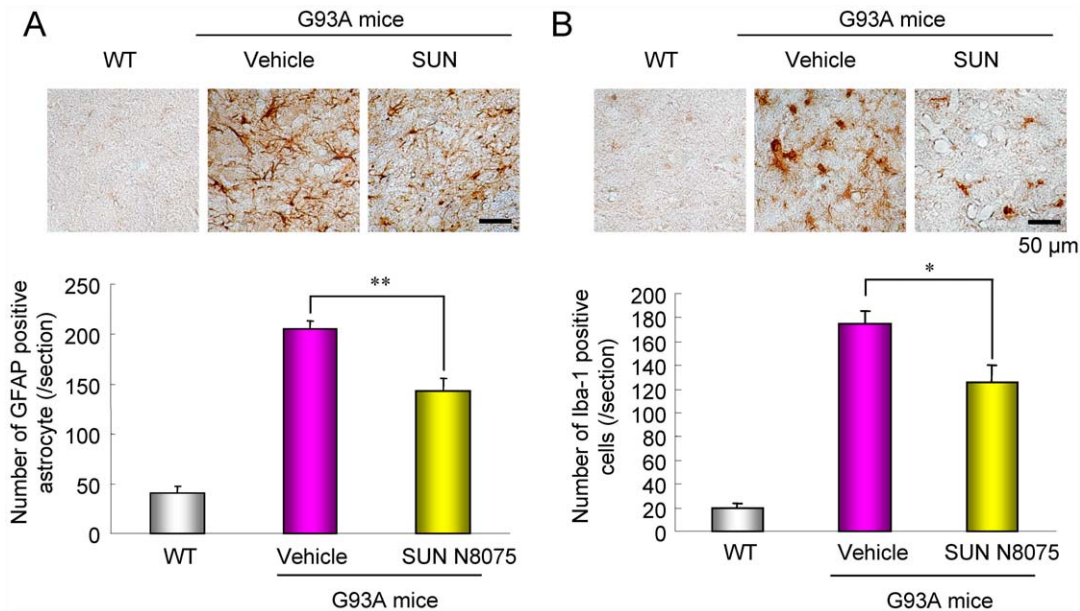 A
G93A mice
WT
Vehicle
SUN
**
250
200
150
100
50
0
Number of GFAP positive
astrocyte (/section)
WT
Vehicle
SUN N8075
G93A mice
B
G93A mice
WT
Vehicle
SUN
50 µm
*
200
180
160
140
120
100
80
60
40
20
0
Number of Iba-1 positive
cells (/section)
WT
Vehicle
SUN N8075
G93A mice